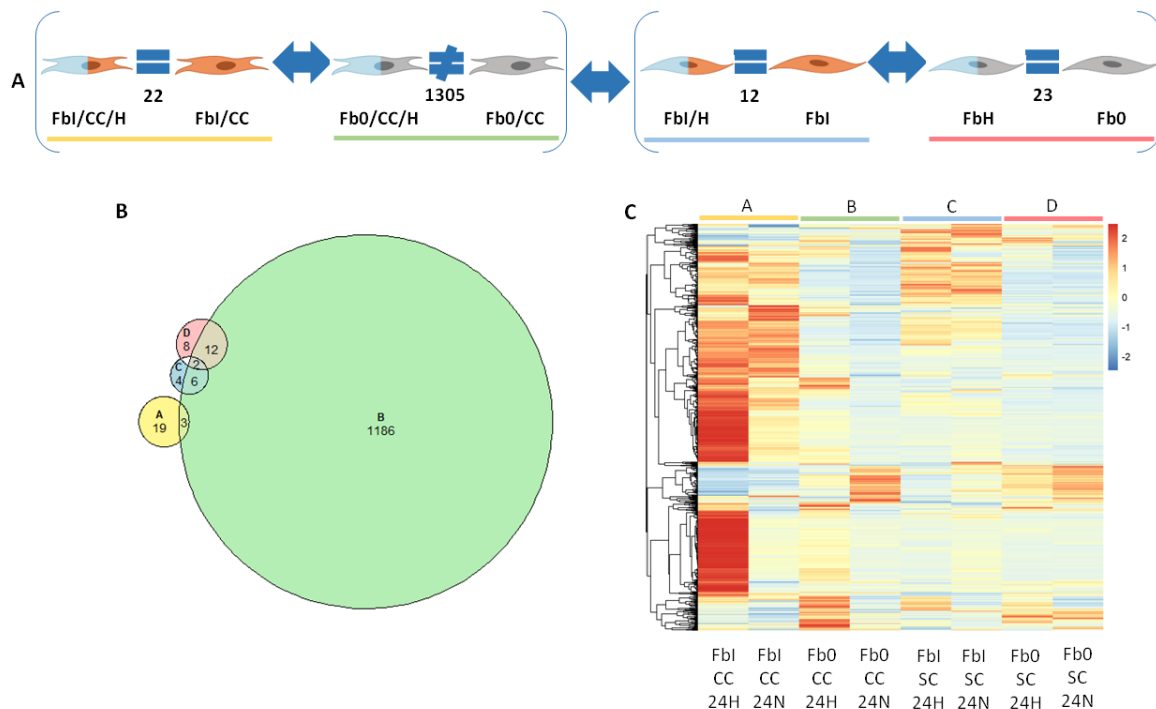 A
22
1305
12
23
FbI/CC/H FbI/CC Fb0/CC/H Fb0/CC FbI/H FbI FbH Fb0
B
D
8
12
C
2
4
6
A
19
3
B
1186
C
A B C D
2
1
0
-1
-2
FbI FbI Fb0 Fb0 FbI FbI Fb0 Fb0
CC CC CC CC SC SC SC SC
24H 24N 24H 24N 24H 24N 24H 24N